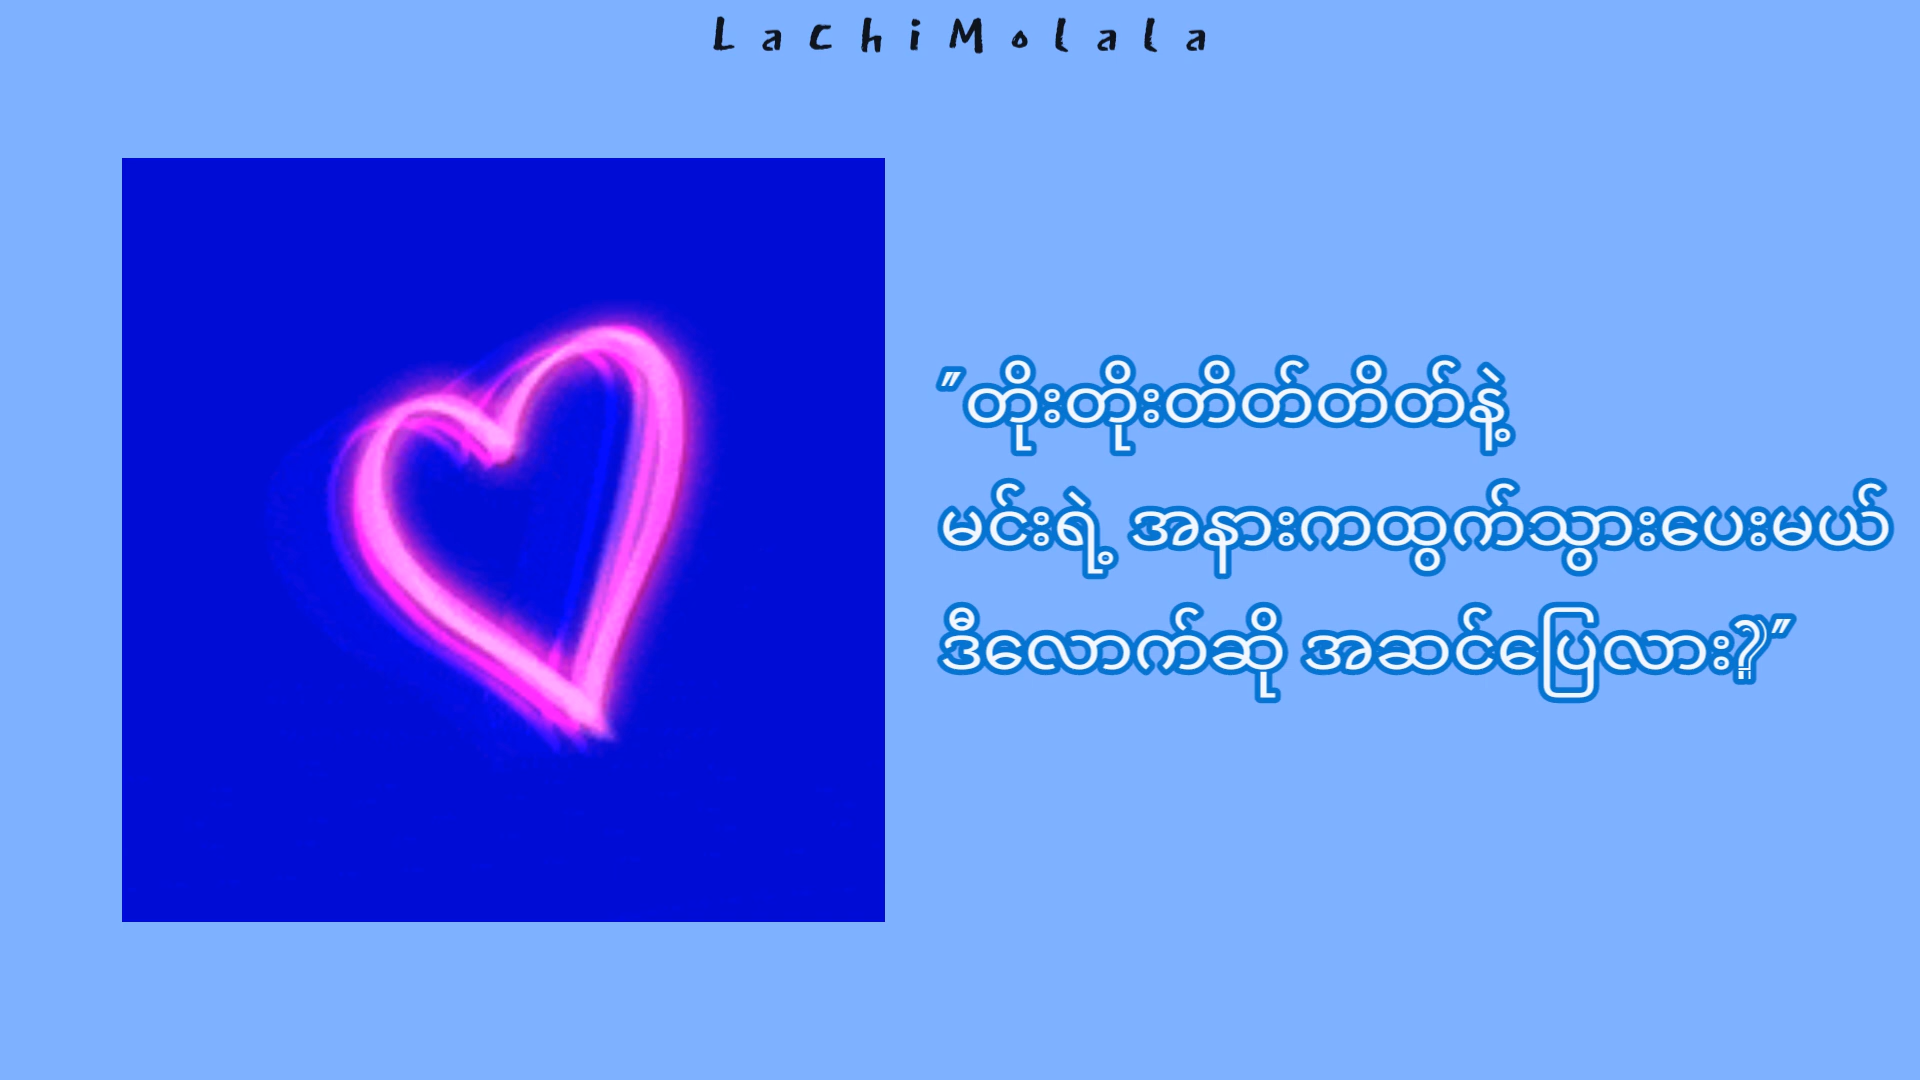 LaChiMolala
"တိုးတိုးတိတ်တိတ်နဲ့
မင်းရဲ့ အနားကထွက်သွားပေးမယ်
ဒီလောက်ဆို အဆင်ပြေလား?"